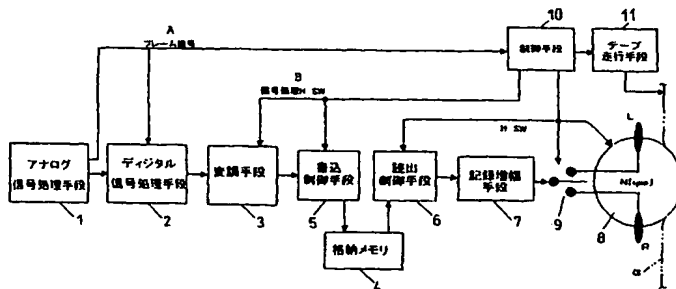 10
11
A
フレーム信号
制御手段
テープ
走行手段
B
信号処理H SW
H SW
L
アナログ
信号処理手段
ディジタル
信号処理手段
変調手段
書込
制御手段
読出
制御手段
記録増幅
手段
1
2
3
5
6
7
9
8
R
α
格納メモリ
4